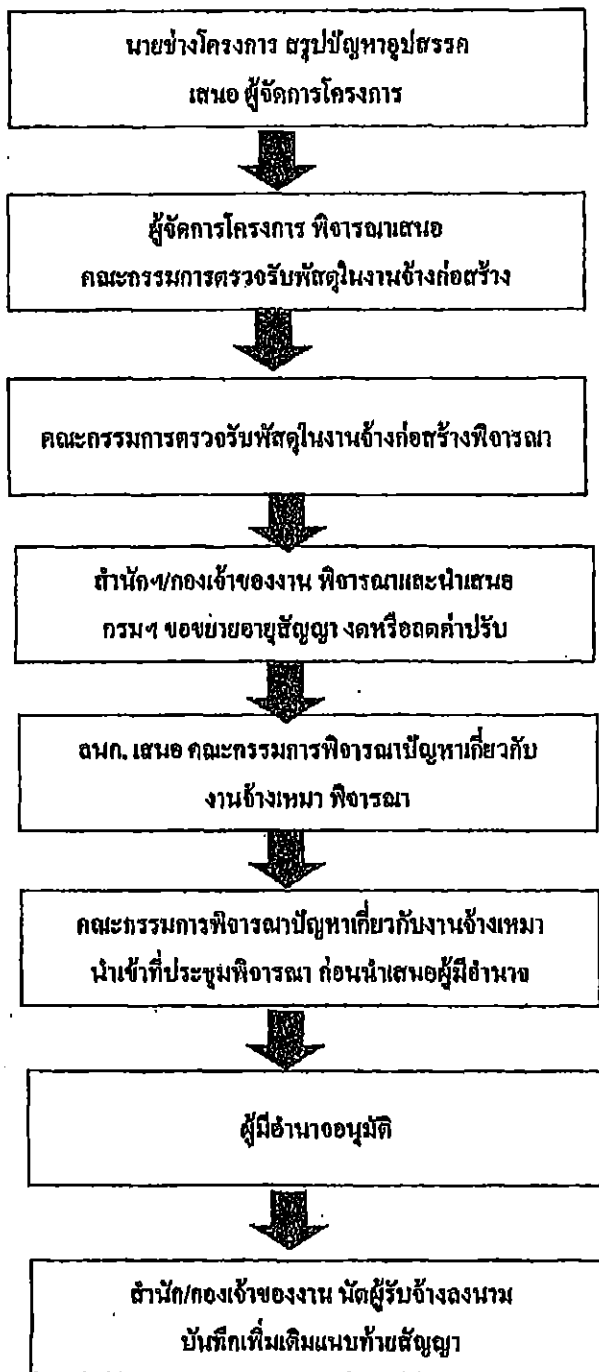 นายช่างโครงการ สรุปปัญหาอุปสรรค
เสนอ ผู้จัดการโครงการ
ผู้จัดการโครงการ พิจารณาเสนอ
คณะกรรมการตรวจรับพัสดุในงานจ้างก่อสร้าง
คณะกรรมการตรวจรับพัสดุในงานจ้างก่อสร้างพิจารณา
สำนักฯ/กองเจ้าของงาน พิจารณาและนำเสนอ
กรมฯ ขอขยายอายุสัญญา งดหรือลดค่าปรับ
ลนก. เสนอ คณะกรรมการพิจารณาปัญหาเกี่ยวกับ
งานจ้างเหมา พิจารณา
คณะกรรมการพิจารณาปัญหาเกี่ยวกับงานจ้างเหมา
นำเข้าที่ประชุมพิจารณา ก่อนนำเสนอผู้มีอำนาจ
ผู้มีอำนาจอนุมัติ
สำนัก/กองเจ้าของงาน นัดผู้รับจ้างลงนาม
บันทึกเพิ่มเติมแนบท้ายสัญญา